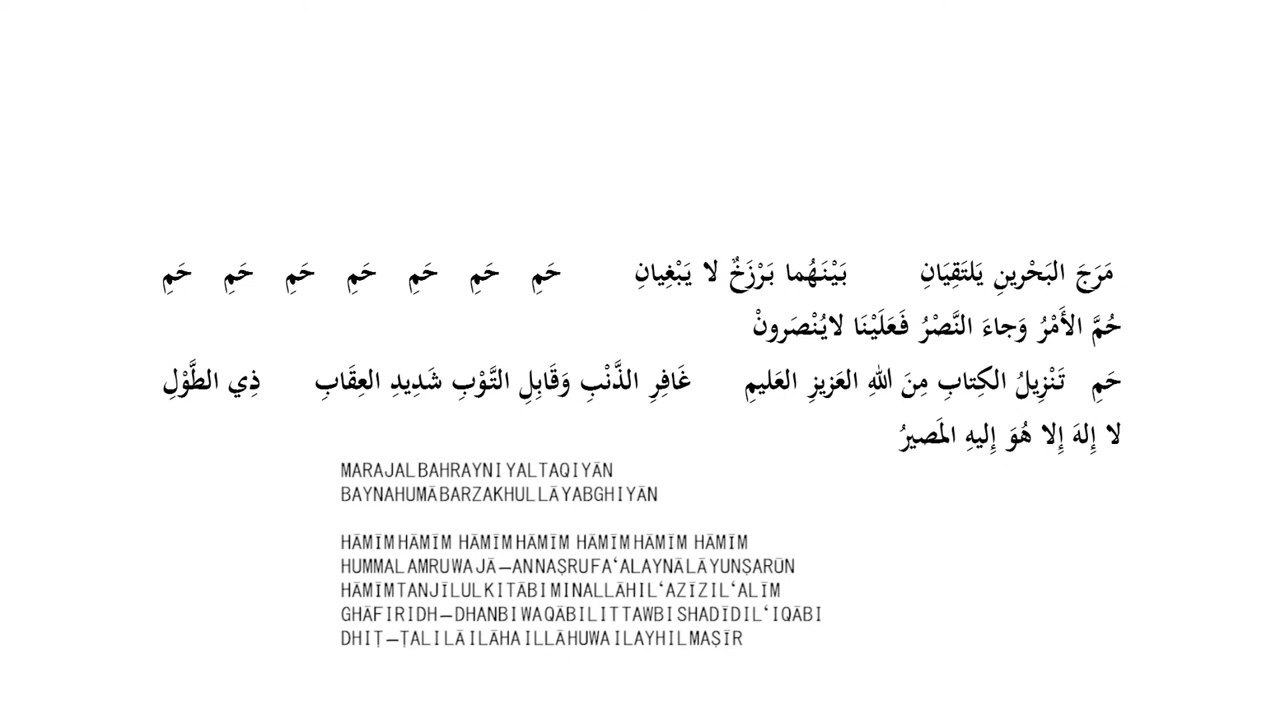 مَرَجَ البَحْرينِ يَلتَقِيَانِ بَيْنَهُما بَرْزَخٌ لا يَبْغِيانِ حَمِ حَمِ حَمِ حَمِ حَمِ حَمِ حَمِ
حُمَّ الأَمْرُ وَجاءَ النَّصْرُ فَعَلَيْنَا لايُنْصَرونْ
حَمِ تَنْزِيلُ الكِتابِ مِنَ اللهِ العَزيزِ العَليمِ غَافِرِ الذَّنْبِ وَقَابِلِ التَّوْبِ شَدِيدِ العِقَابِ ذِي الطَّوْلِ
لا إِلهَ إِلا هُوَ إِليهِ المَصيرُ
MARAJALBAHRAYNIYALTAQIYĀN
BAYNAHUMĀBARZAKHULLĀYABGHIYĀN
HĀMĪMHĀMĪM HĀMĪMHĀMĪM HĀMĪMHĀMĪM HĀMĪM
HUMMALAMRUWAJĀ–ANNAṢRUFA‘ALAYNĀLĀYUNṢARŪN
HĀMĪMTANJĪLULKITĀBIMINALLĀHIL‘AZĪZIL‘ALĪM
GHĀFIRIDH–DHANBIWAQĀBILITTAWBISHADĪDIL‘IQĀBI
DHIṬ–ṬALILĀILĀHAILLĀHUWAILAYHILMAṢĪR